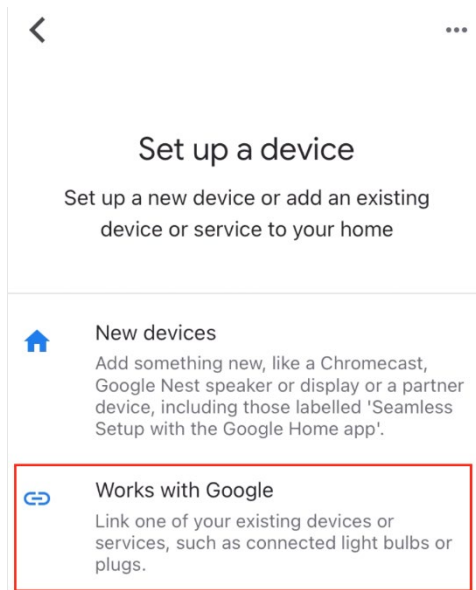 Set up a device
Set up a new device or add an existing
device or service to your home
New devices
Add something new, like a Chromecast,
Google Nest speaker or display or a partner
device, including those labelled 'Seamless
Setup with the Google Home app'.
Works with Google
Link one of your existing devices or
services, such as connected light bulbs or
plugs.